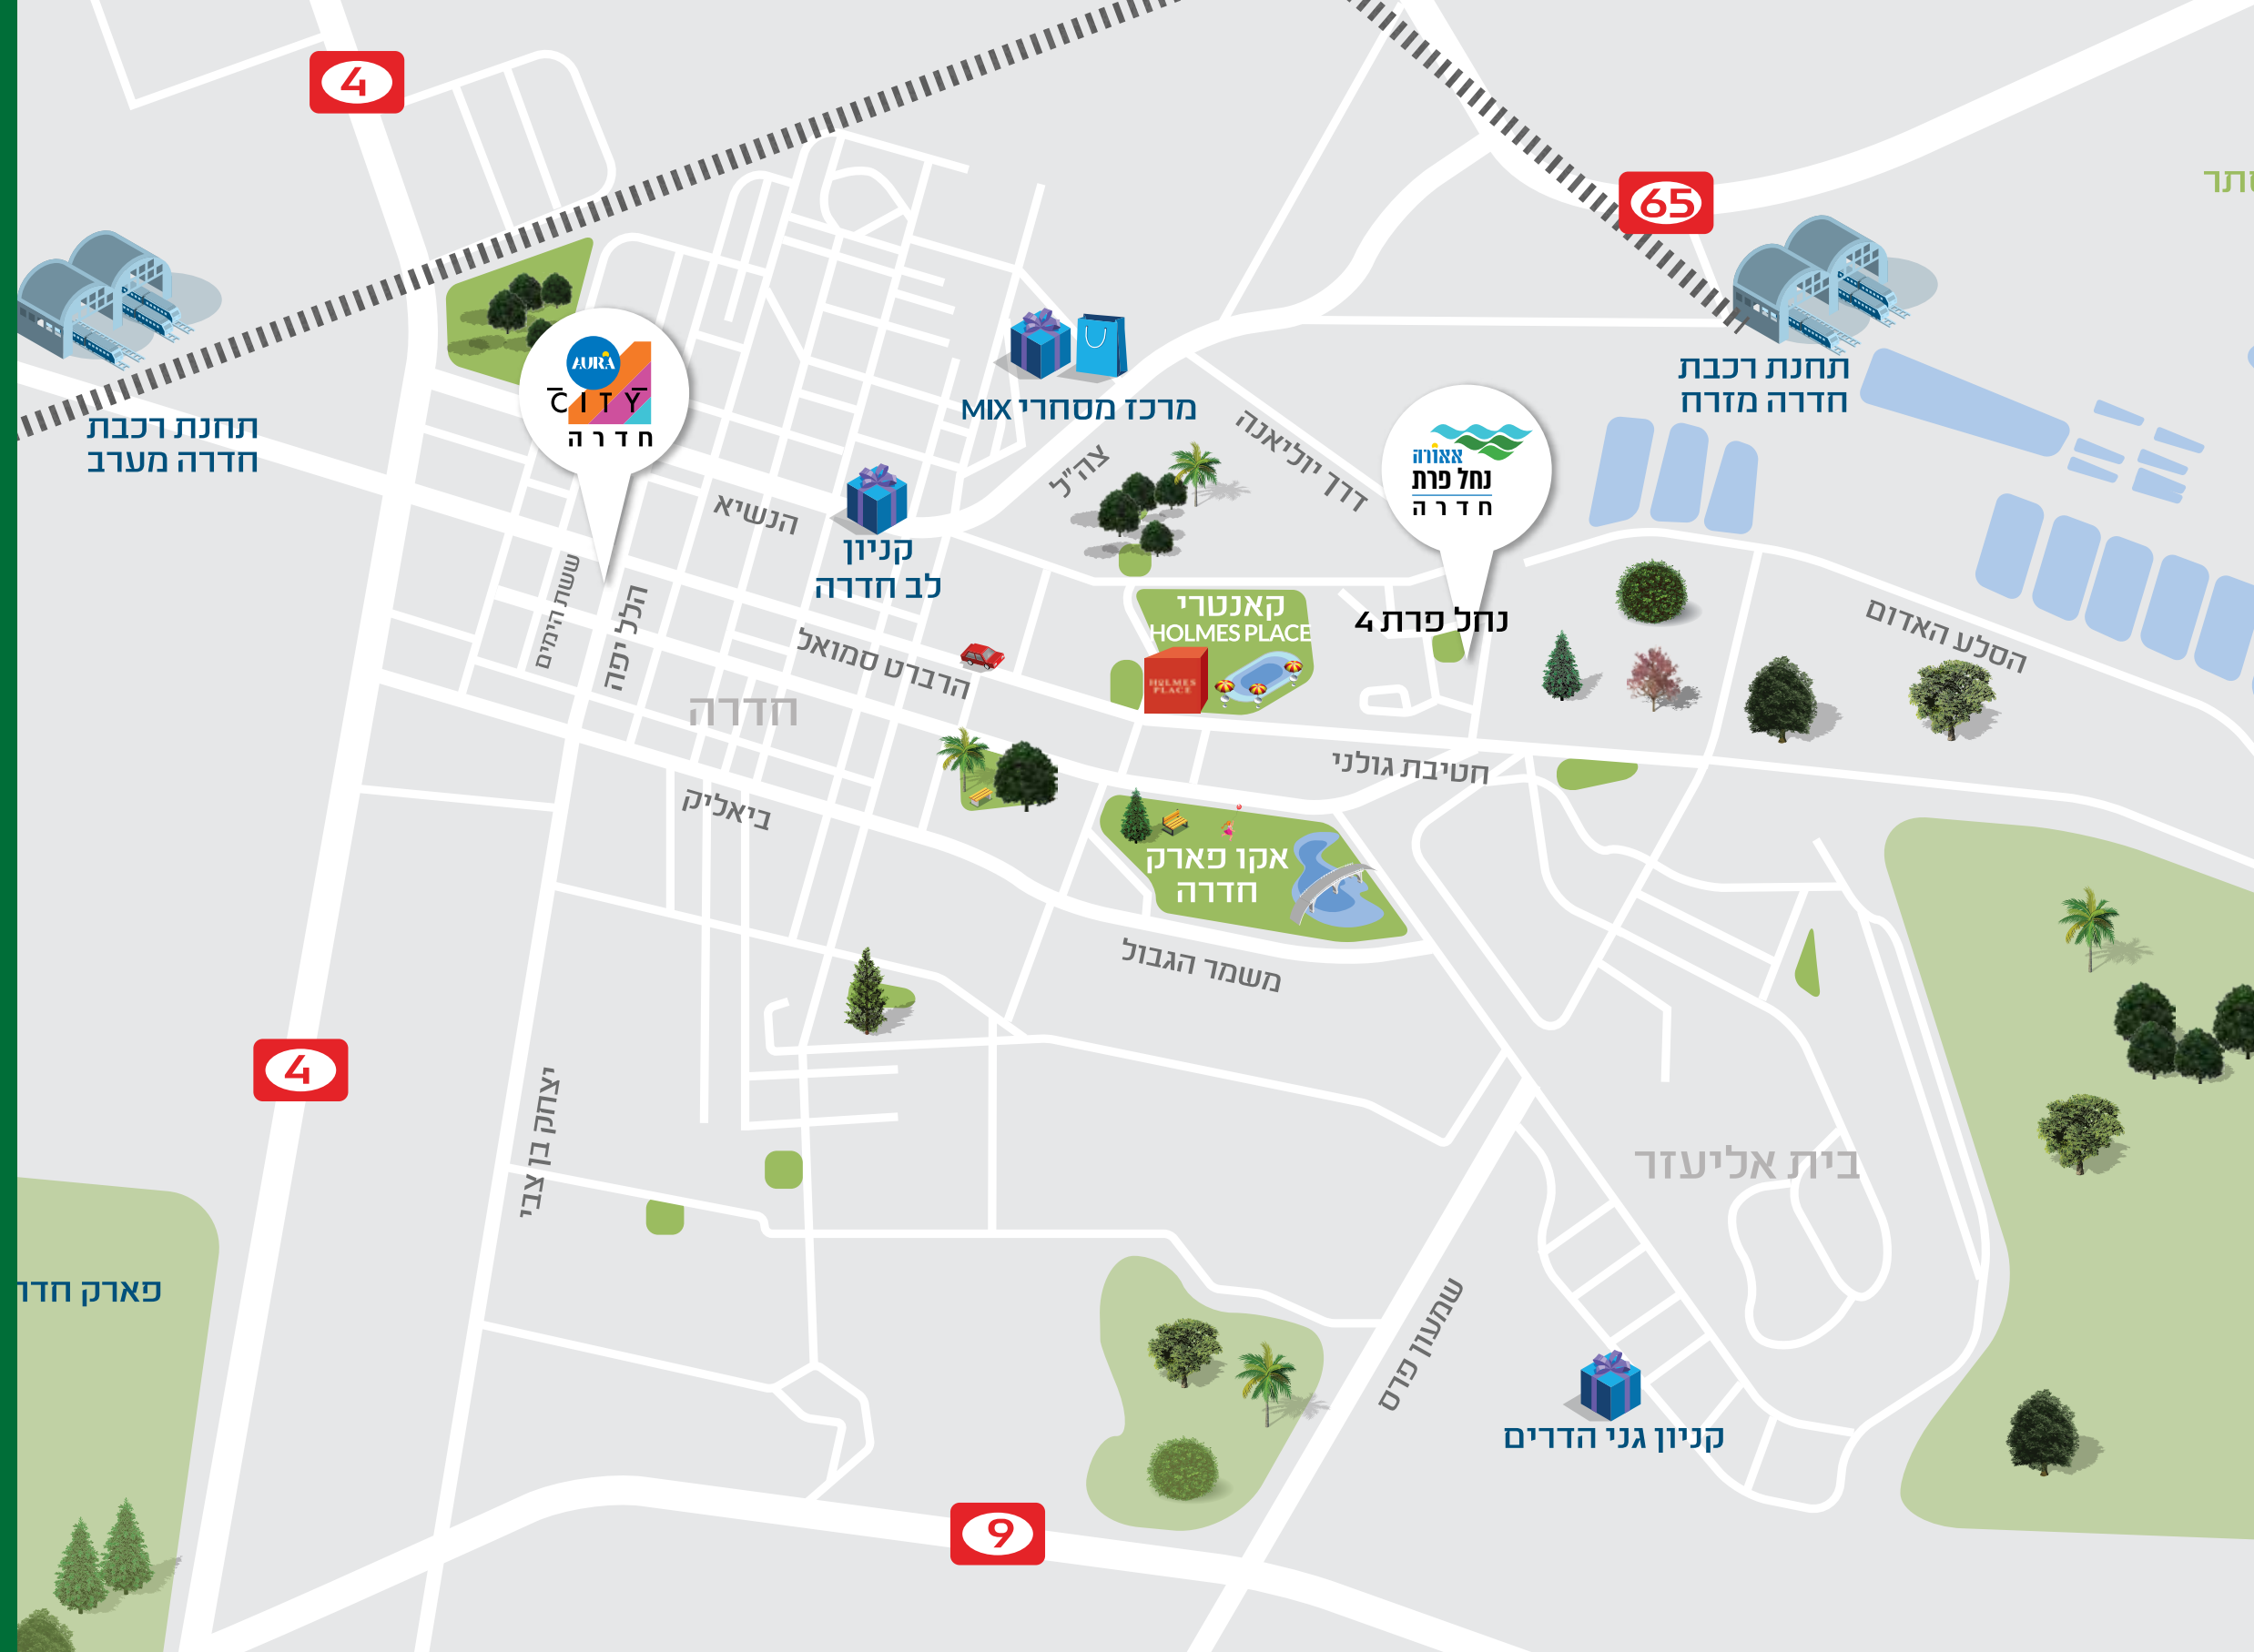 4
65
סתר
תחנת רכבת
חדרה מערב
AURA
CITY
חדרה
מרכז מסחרי MIX
תחנת רכבת
חדרה מזרח
אאורה
נחל פרת
חדרה
דרך יוליאנה
צה"ל
הנשיא
קניון
לב חדרה
ששת הימים
הלל יפה
הרברט סמואל
קאנטרי
HOLMES PLACE
HOLMES
PLACE
נחל פרת 4
הסלע האדום
חדרה
חטיבת גולני
ביאליק
אקו פארק
חדרה
משמר הגבול
4
יצחק בן צבי
בית אליעזר
פארק חדר
שמעון פרס
קניון גני הדרים
9